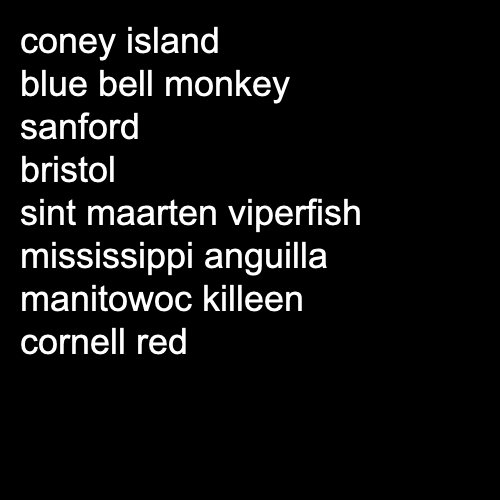 coney island
blue bell monkey
sanford
bristol
sint maarten viperfish
mississippi anguilla
manitowoc killeen
cornell red